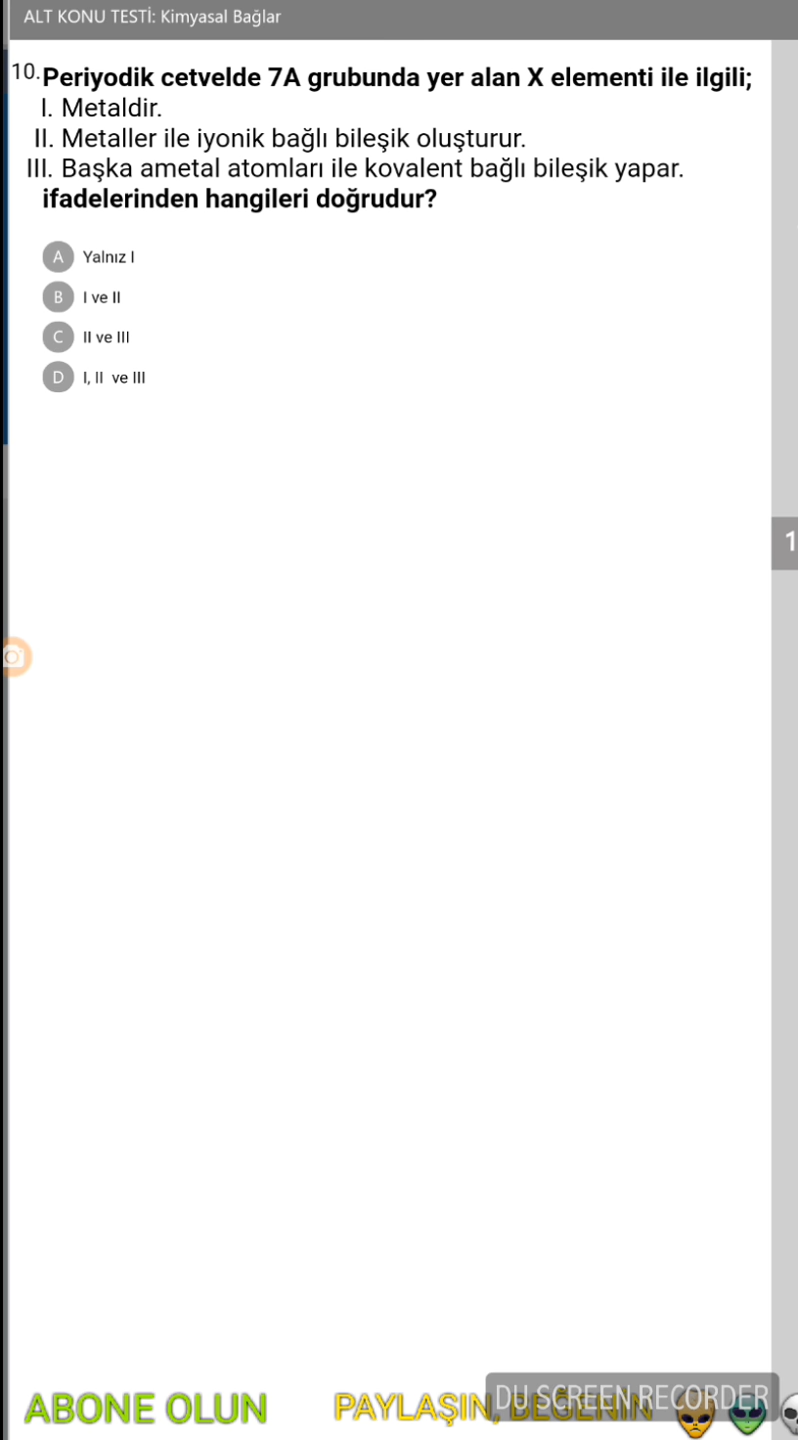 ALT KONU TESTİ: Kimyasal Bağlar
10. Periyodik cetvelde 7A grubunda yer alan X elementi ile ilgili;
I. Metaldir.
II. Metaller ile iyonik bağlı bileşik oluşturur.
III. Başka ametal atomları ile kovalent bağlı bileşik yapar.
ifadelerinden hangileri doğrudur?
A Yalnız I
B I ve II
C II ve III
D I, II ve III
1
ABONE OLUN PAYLAŞIN, BEĞENİN
DU SCREEN RECORDER